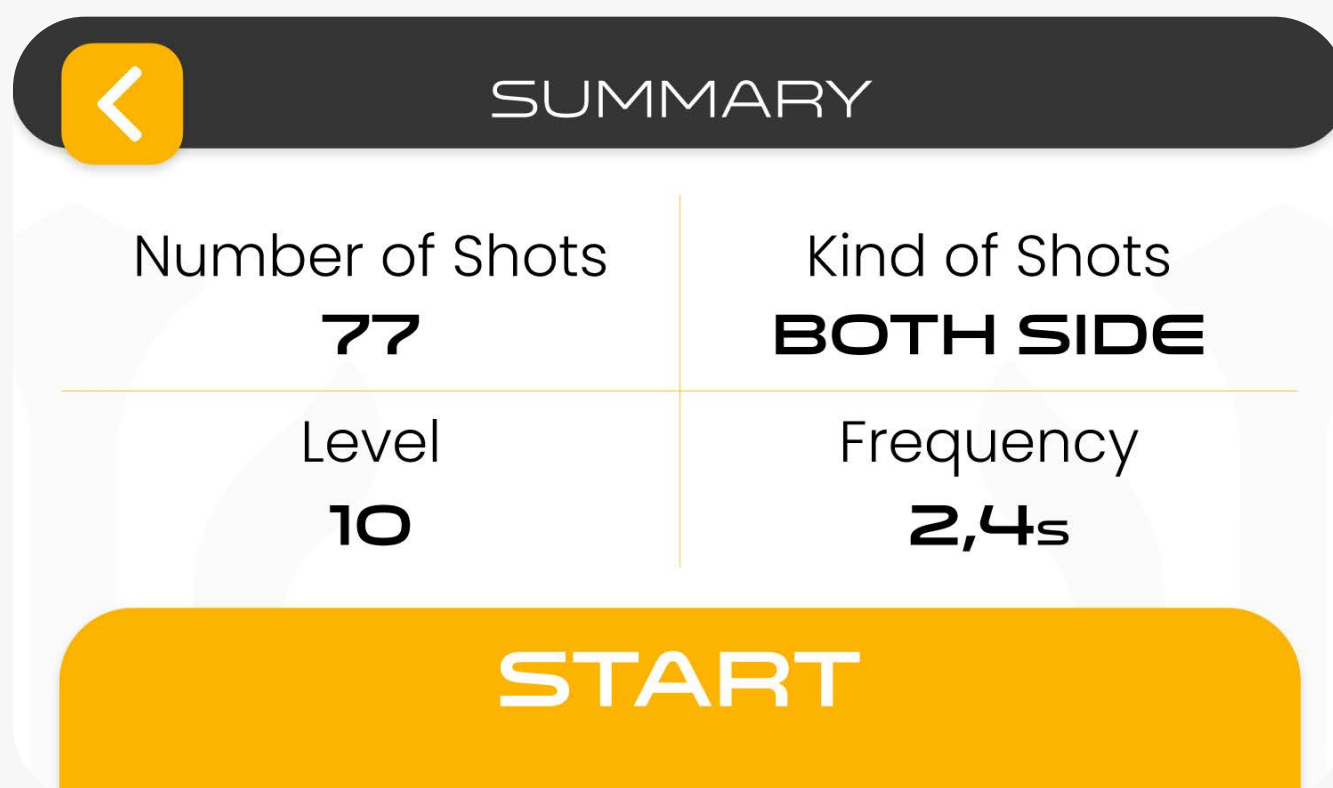 SUMMARY
Number of Shots
77
Kind of Shots
BOTH SIDE
Level
10
Frequency
2,4s
START